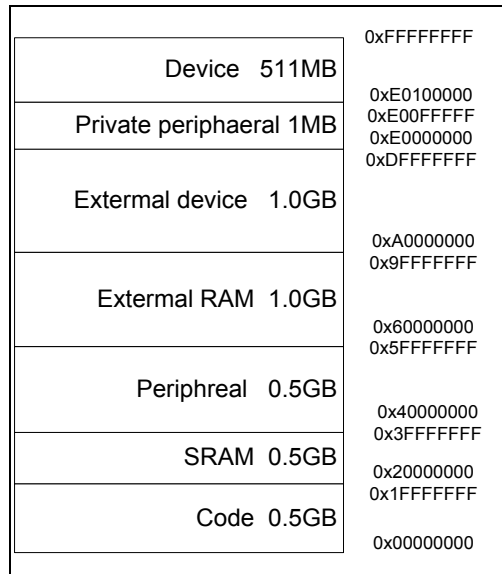 0xFFFFFFFF
Device 511MB
0xE0100000
0xE00FFFFF
Private periphaeral 1MB
0xE0000000
0xDFFFFFFF
Extermal device 1.0GB
0xA0000000
0x9FFFFFFF
Extermal RAM 1.0GB
0x60000000
0x5FFFFFFF
Periphreal 0.5GB
0x40000000
0x3FFFFFFF
SRAM 0.5GB
0x20000000
0x1FFFFFFF
Code 0.5GB
0x00000000